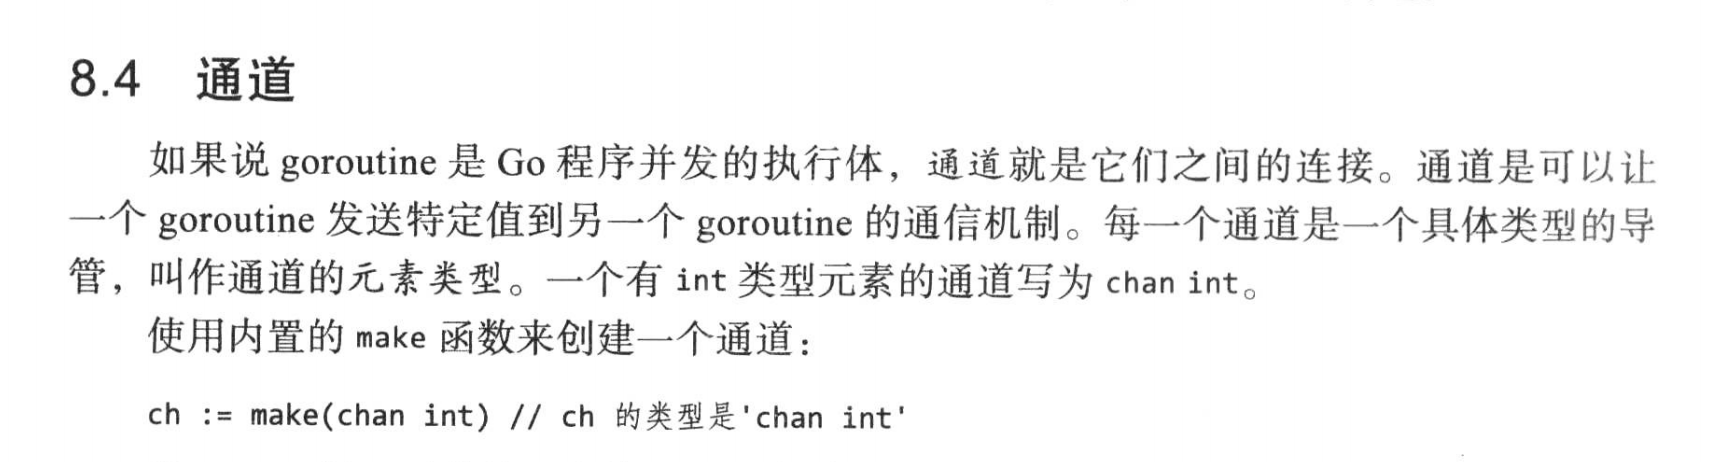 8.4 通道
如果说 goroutine 是 Go 程序并发的执行体，通道就是它们之间的连接。通道是可以让
一个 goroutine 发送特定值到另一个 goroutine 的通信机制。每一个通道是一个具体类型的导
管，叫作通道的元素类型。一个有 int 类型元素的通道写为 chan int。
使用内置的 make 函数来创建一个通道：
ch := make(chan int) // ch 的类型是'chan int'